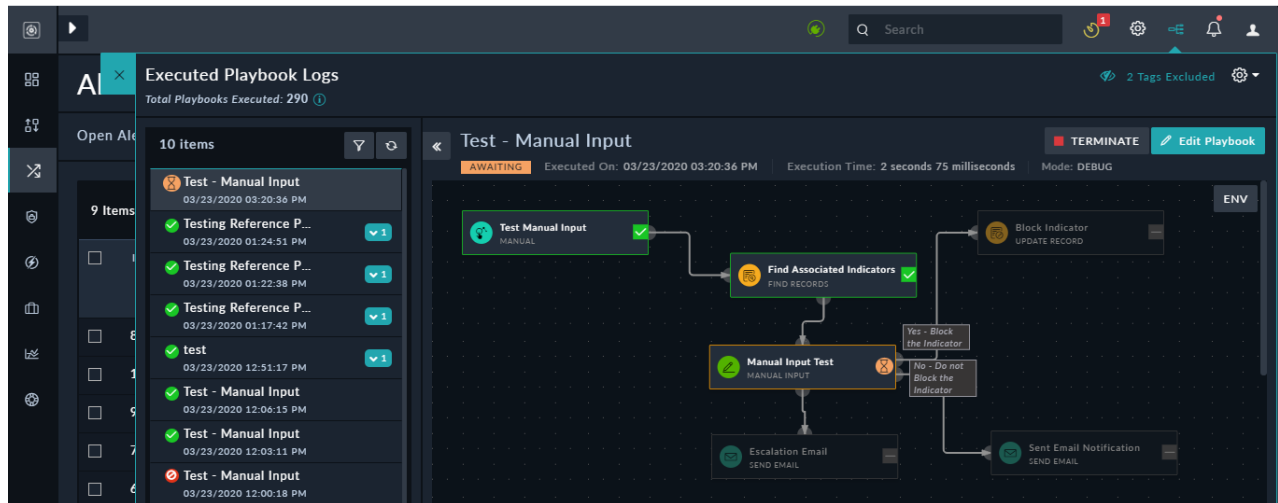 1
Search
Al
Executed Playbook Logs
Total Playbooks Executed: 290
2 Tags Excluded
Open Ale
10 items
Test - Manual Input
TERMINATE
Edit Playbook
AWAITING
Executed On: 03/23/2020 03:20:36 PM
Execution Time: 2 seconds 75 milliseconds
Mode: DEBUG
ENV
9 Items
Test - Manual Input
03/23/2020 03:20:36 PM
Testing Reference P...
03/23/2020 01:24:51 PM
1
Testing Reference P...
03/23/2020 01:22:38 PM
1
Testing Reference P...
03/23/2020 01:17:42 PM
1
test
03/23/2020 12:51:17 PM
1
Test - Manual Input
03/23/2020 12:06:15 PM
Test - Manual Input
03/23/2020 12:03:11 PM
Test - Manual Input
03/23/2020 12:00:18 PM
8
1
9
7
6
Test Manual Input
MANUAL
Find Associated Indicators
FIND RECORDS
Block Indicator
UPDATE RECORD
Yes - Block
the Indicator
Manual Input Test
MANUAL INPUT
No - Do not
Block the
Indicator
Escalation Email
SEND EMAIL
Sent Email Notification
SEND EMAIL